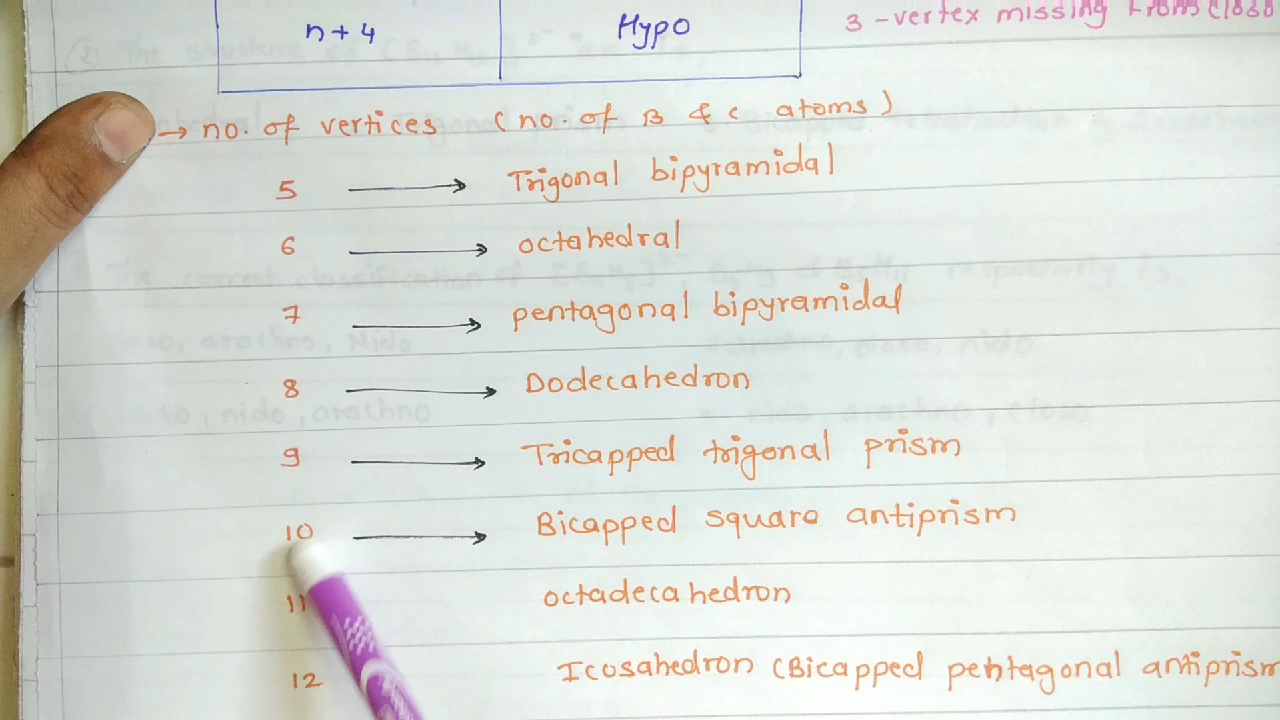 n+4 Hypo 3-vertex missing from closo
→ no. of vertices (no. of B & C atoms)
5 → Trigonal bipyramidal
6 → octahedral
7 → pentagonal bipyramidal
8 → Dodecahedron
9 → Tricapped trigonal prism
10 → Bicapped square antiprism
11 octadecahedron
12 Icosahedron (Bicapped pentagonal antiprism